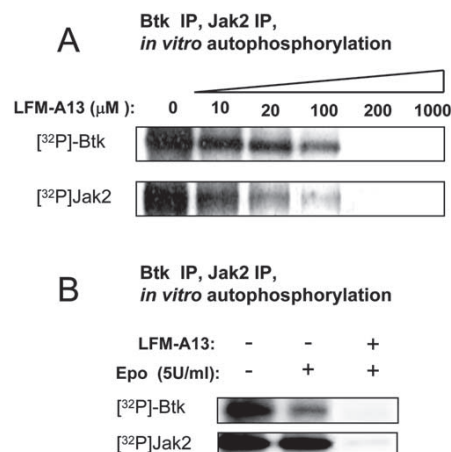 A
Btk IP, Jak2 IP,
in vitro autophosphorylation
LFM-A13 (μM ): 0 10 20 100 200 1000
[³²P]-Btk
[³²P]Jak2
B
Btk IP, Jak2 IP,
in vitro autophosphorylation
LFM-A13: - - +
Epo (5U/ml): - + +
[³²P]-Btk
[³²P]Jak2